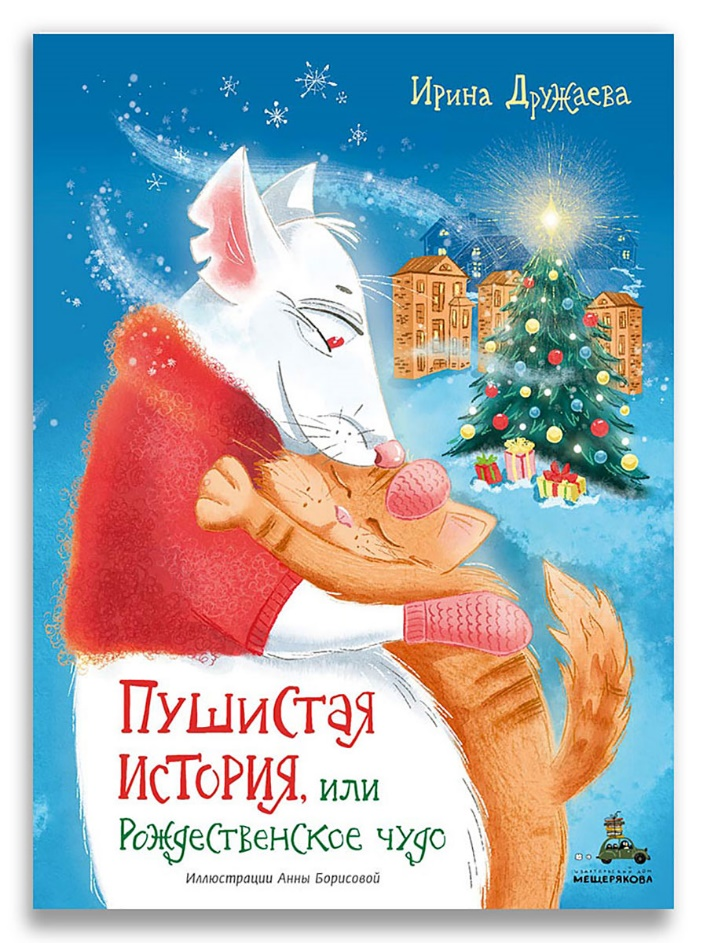 Ирина Дружаева
Пушистая
история, или
Рождественское чудо
Иллюстрации Анны Борисовой
издательский дом
Мещерякова